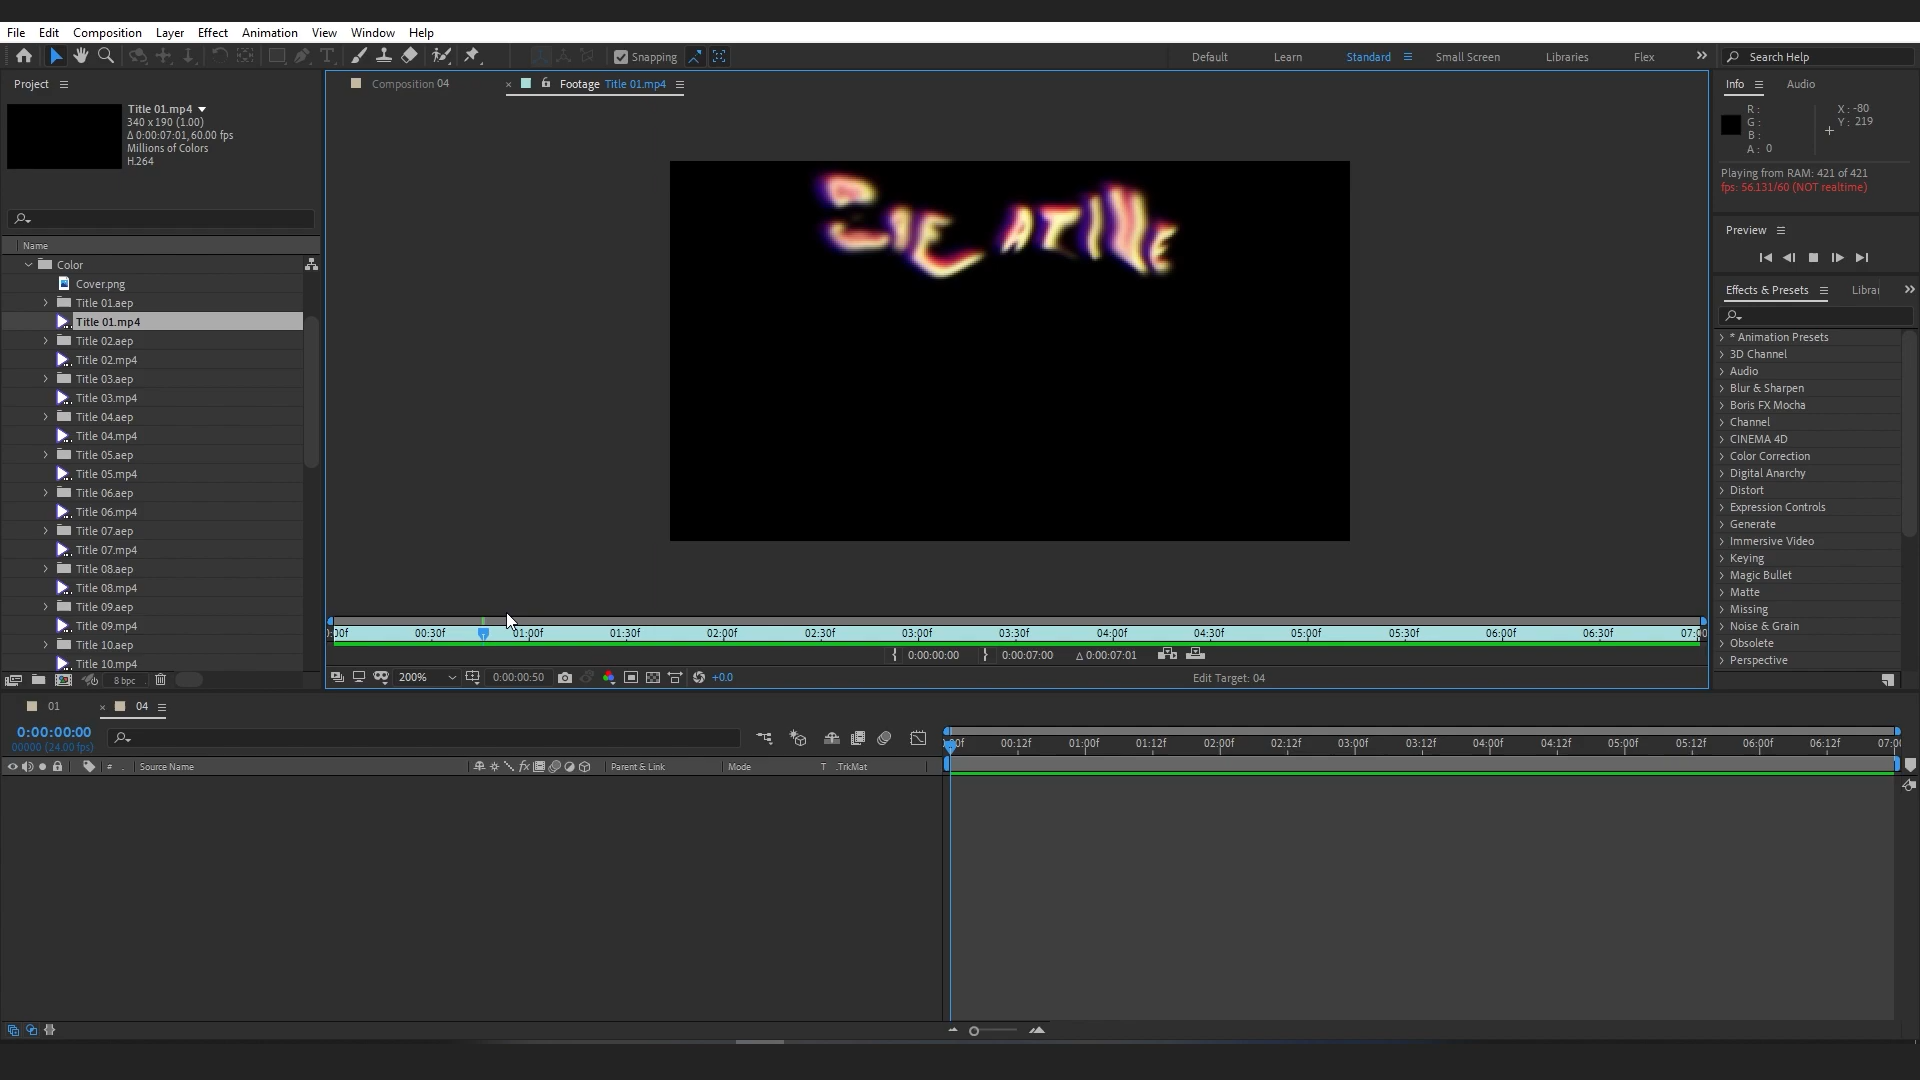 File Edit Composition Layer Effect Animation View Window Help
Snapping Default Learn Standard Small Screen Libraries Flex Search Help
Project
Title 01.mp4
340 x 190 (1.00)
Δ 0:00:07:01, 60.00 fps
Millions of Colors
H.264
Name
Color
Cover.png
Title 01.aep
Title 01.mp4
Title 02.aep
Title 02.mp4
Title 03.aep
Title 03.mp4
Title 04.aep
Title 04.mp4
Title 05.aep
Title 05.mp4
Title 06.aep
Title 06.mp4
Title 07.aep
Title 07.mp4
Title 08.aep
Title 08.mp4
Title 09.aep
Title 09.mp4
Title 10.aep
Title 10.mp4
8 bpc
Composition 04 Footage Title 01.mp4
00f 00:30f 01:00f 01:30f 02:00f 02:30f 03:00f 03:30f 04:00f 04:30f 05:00f 05:30f 06:00f 06:30f 07:00
0:00:00:00 0:00:07:00 Δ 0:00:07:01
200% 0:00:00:50 +0.0 Edit Target: 04
Info Audio
R: X: -80
G: Y: 219
B:
A: 0
Playing from RAM: 421 of 421
fps: 56.131/60 (NOT realtime)
Preview
Effects & Presets Librar
* Animation Presets
3D Channel
Audio
Blur & Sharpen
Boris FX Mocha
Channel
CINEMA 4D
Color Correction
Digital Anarchy
Distort
Expression Controls
Generate
Immersive Video
Keying
Magic Bullet
Matte
Missing
Noise & Grain
Obsolete
Perspective
01 04
0:00:00:00
00000 (24.00 fps)
# Source Name fx Parent & Link Mode T .TrkMat
00f 00:12f 01:00f 01:12f 02:00f 02:12f 03:00f 03:12f 04:00f 04:12f 05:00f 05:12f 06:00f 06:12f 07:0